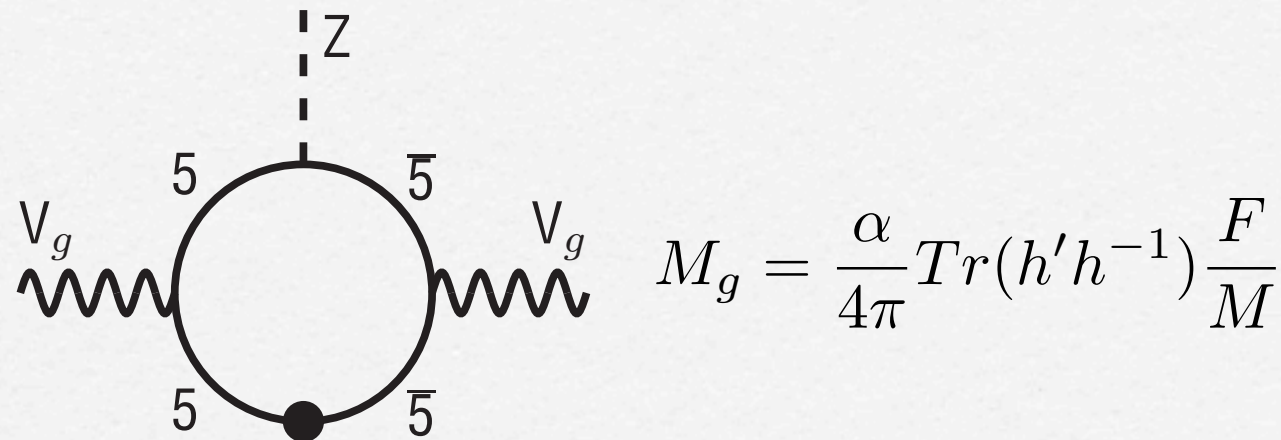 Z
5 5̅
V_g V_g
M_g = \frac{\alpha}{4\pi} Tr(h'h^{-1}) \frac{F}{M}
5 5̅